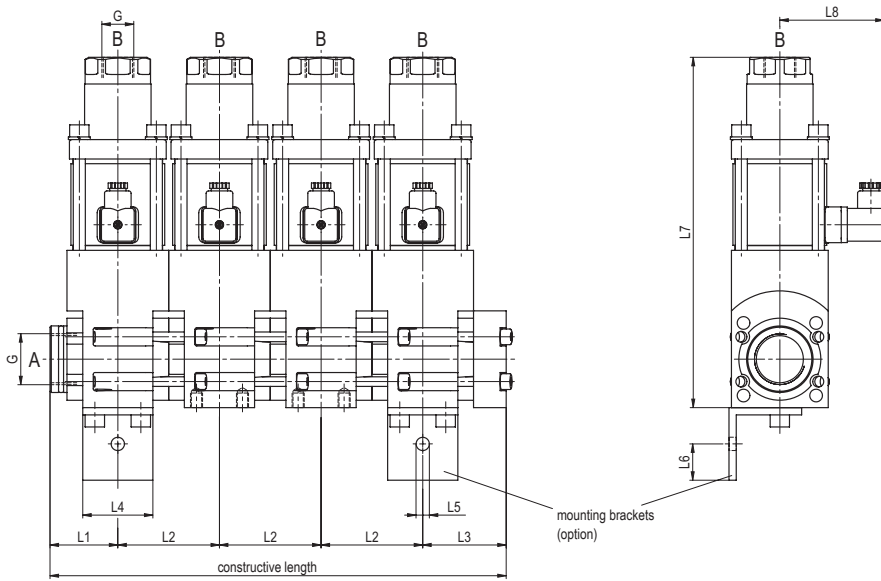 G
L8
B
B
B
B
B
L7
G
A
L6
L4
L5
mounting brackets
(option)
L1
L2
L2
L2
L3
constructive length